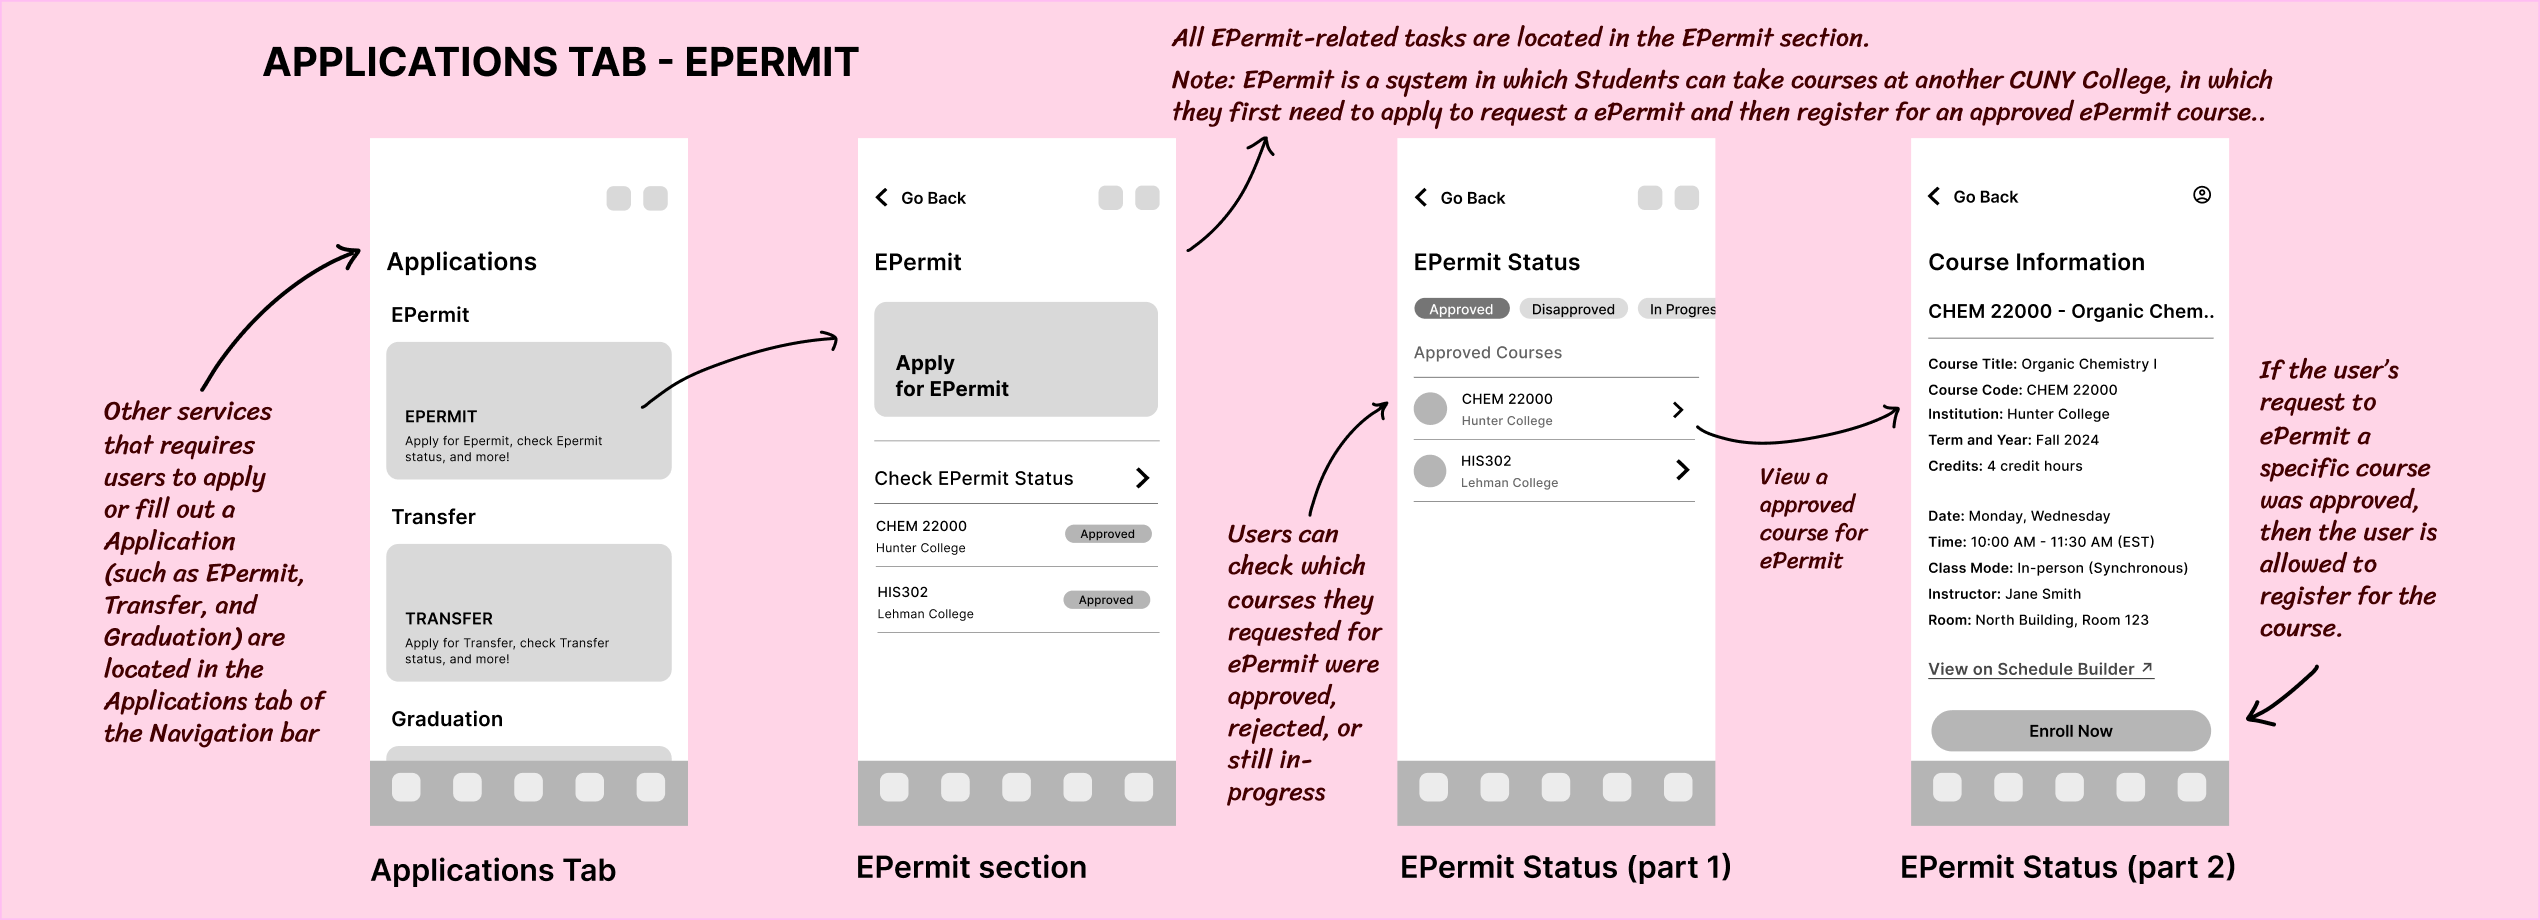 APPLICATIONS TAB - EPERMIT
All EPermit-related tasks are located in the EPermit section.
Note: EPermit is a system in which Students can take courses at another CUNY College, in which
they first need to apply to request a ePermit and then register for an approved ePermit course..
Other services
that requires
users to apply
or fill out a
Application
(such as EPermit,
Transfer, and
Graduation) are
located in the
Applications tab of
the Navigation bar
Applications
EPermit
EPERMIT
Apply for Epermit, check Epermit
status, and more!
Transfer
TRANSFER
Apply for Transfer, check Transfer
status, and more!
Graduation
Applications Tab
Go Back
EPermit
Apply
for EPermit
Check EPermit Status
CHEM 22000
Hunter College
Approved
HIS302
Lehman College
Approved
EPermit section
Users can
check which
courses they
requested for
ePermit were
approved,
rejected, or
still in-
progress
Go Back
EPermit Status
Approved Disapproved In Progres
Approved Courses
CHEM 22000
Hunter College
HIS302
Lehman College
EPermit Status (part 1)
View a
approved
course for
ePermit
Go Back
Course Information
CHEM 22000 - Organic Chem..
Course Title: Organic Chemistry I
Course Code: CHEM 22000
Institution: Hunter College
Term and Year: Fall 2024
Credits: 4 credit hours
Date: Monday, Wednesday
Time: 10:00 AM - 11:30 AM (EST)
Class Mode: In-person (Synchronous)
Instructor: Jane Smith
Room: North Building, Room 123
View on Schedule Builder ↗
Enroll Now
EPermit Status (part 2)
If the user's
request to
ePermit a
specific course
was approved,
then the user is
allowed to
register for the
course.